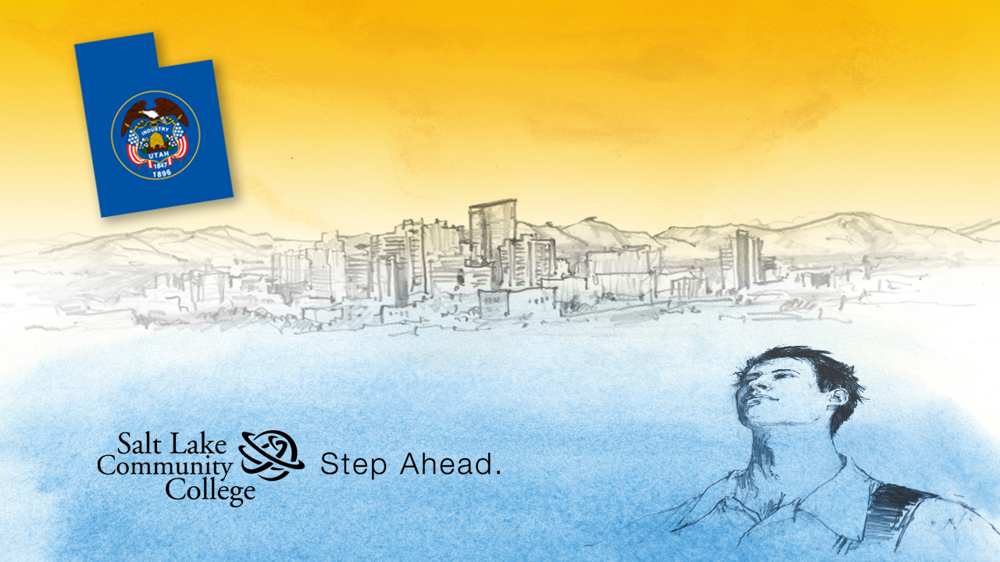 INDUSTRY
UTAH
1847
1896
Salt Lake
Community
College
Step Ahead.